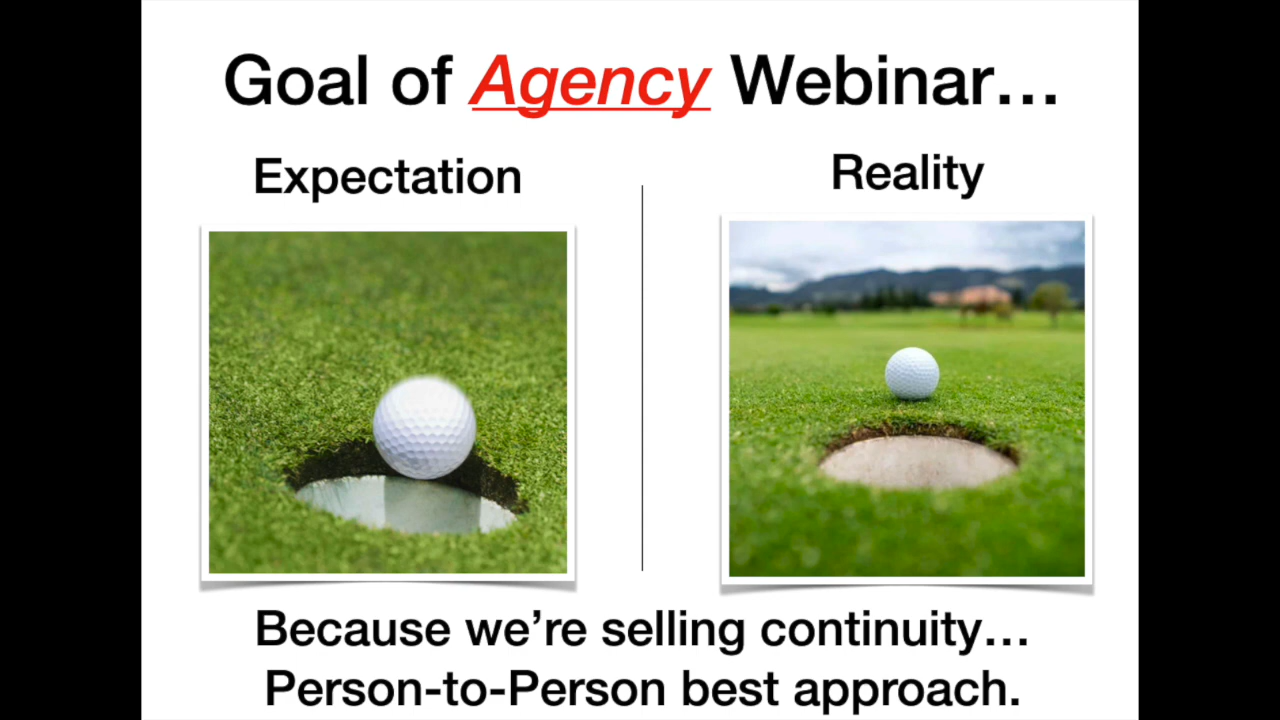 Goal of Agency Webinar…
Expectation
Reality
Because we’re selling continuity…
Person-to-Person best approach.